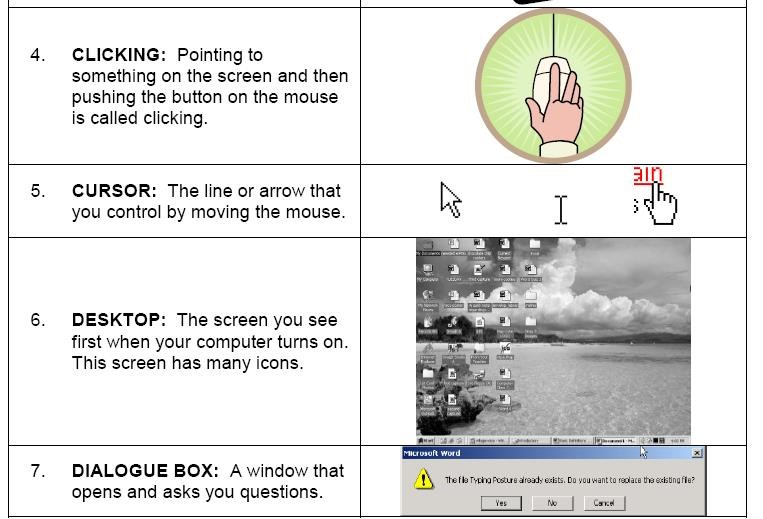 4. CLICKING: Pointing to
something on the screen and then
pushing the button on the mouse
is called clicking.
5. CURSOR: The line or arrow that
you control by moving the mouse.
ain
s
6. DESKTOP: The screen you see
first when your computer turns on.
This screen has many icons.
7. DIALOGUE BOX: A window that
opens and asks you questions.
Microsoft Word
The file Typing Posture already exists. Do you want to replace the existing file?
Yes No Cancel